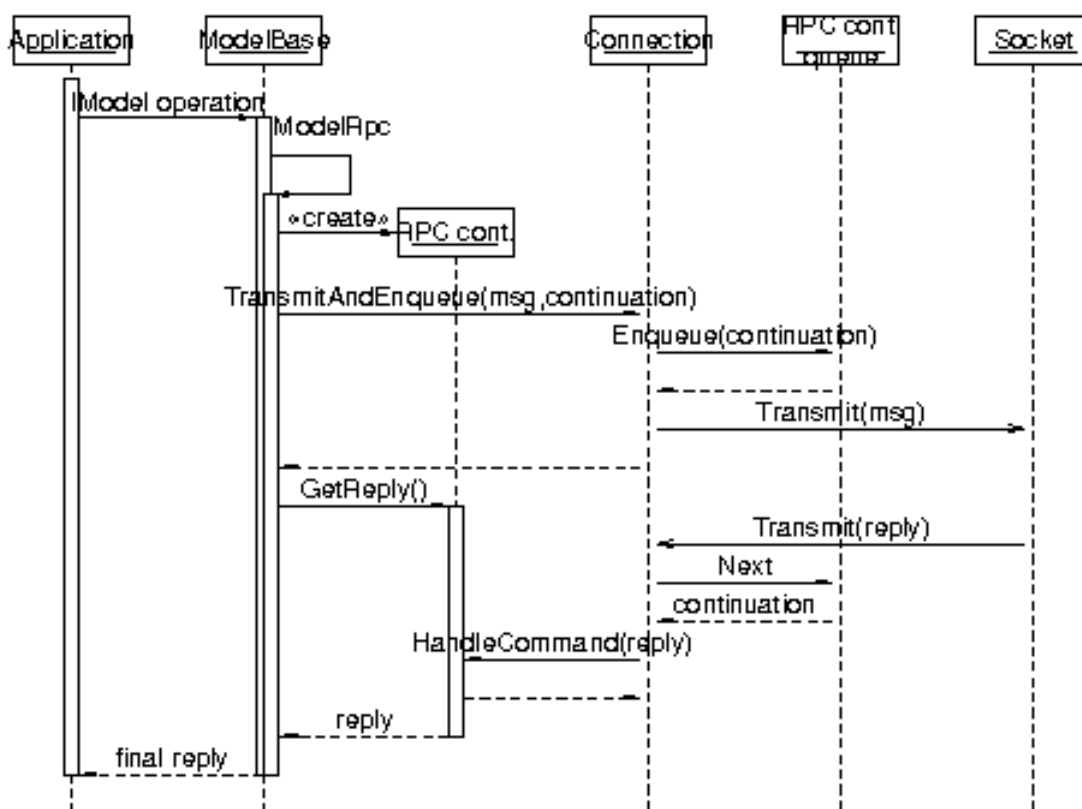 Application
ModelBase
Connection
RPC cont.
queue
Socket
IModel operation
ModelRpc
«create»
RPC cont.
TransmitAndEnqueue(msg,continuation)
Enqueue(continuation)
Transmit(msg)
GetReply()
Transmit(reply)
Next
continuation
HandleCommand(reply)
reply
final reply